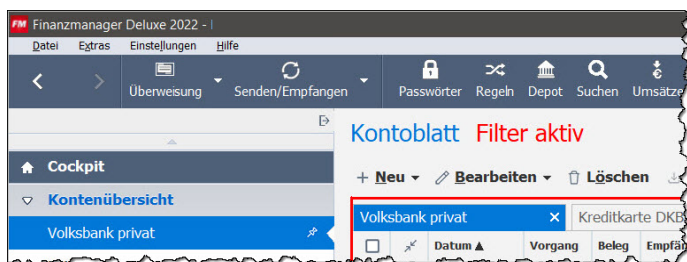 FM Finanzmanager Deluxe 2022 -
Datei Extras Einstellungen Hilfe
Überweisung Senden/Empfangen Passwörter Regeln Depot Suchen Umsätze
Kontoblatt Filter aktiv
Cockpit
+ Neu Bearbeiten Löschen
Kontenübersicht
Volksbank privat × Kreditkarte DKB
Volksbank privat
Datum Vorgang Beleg